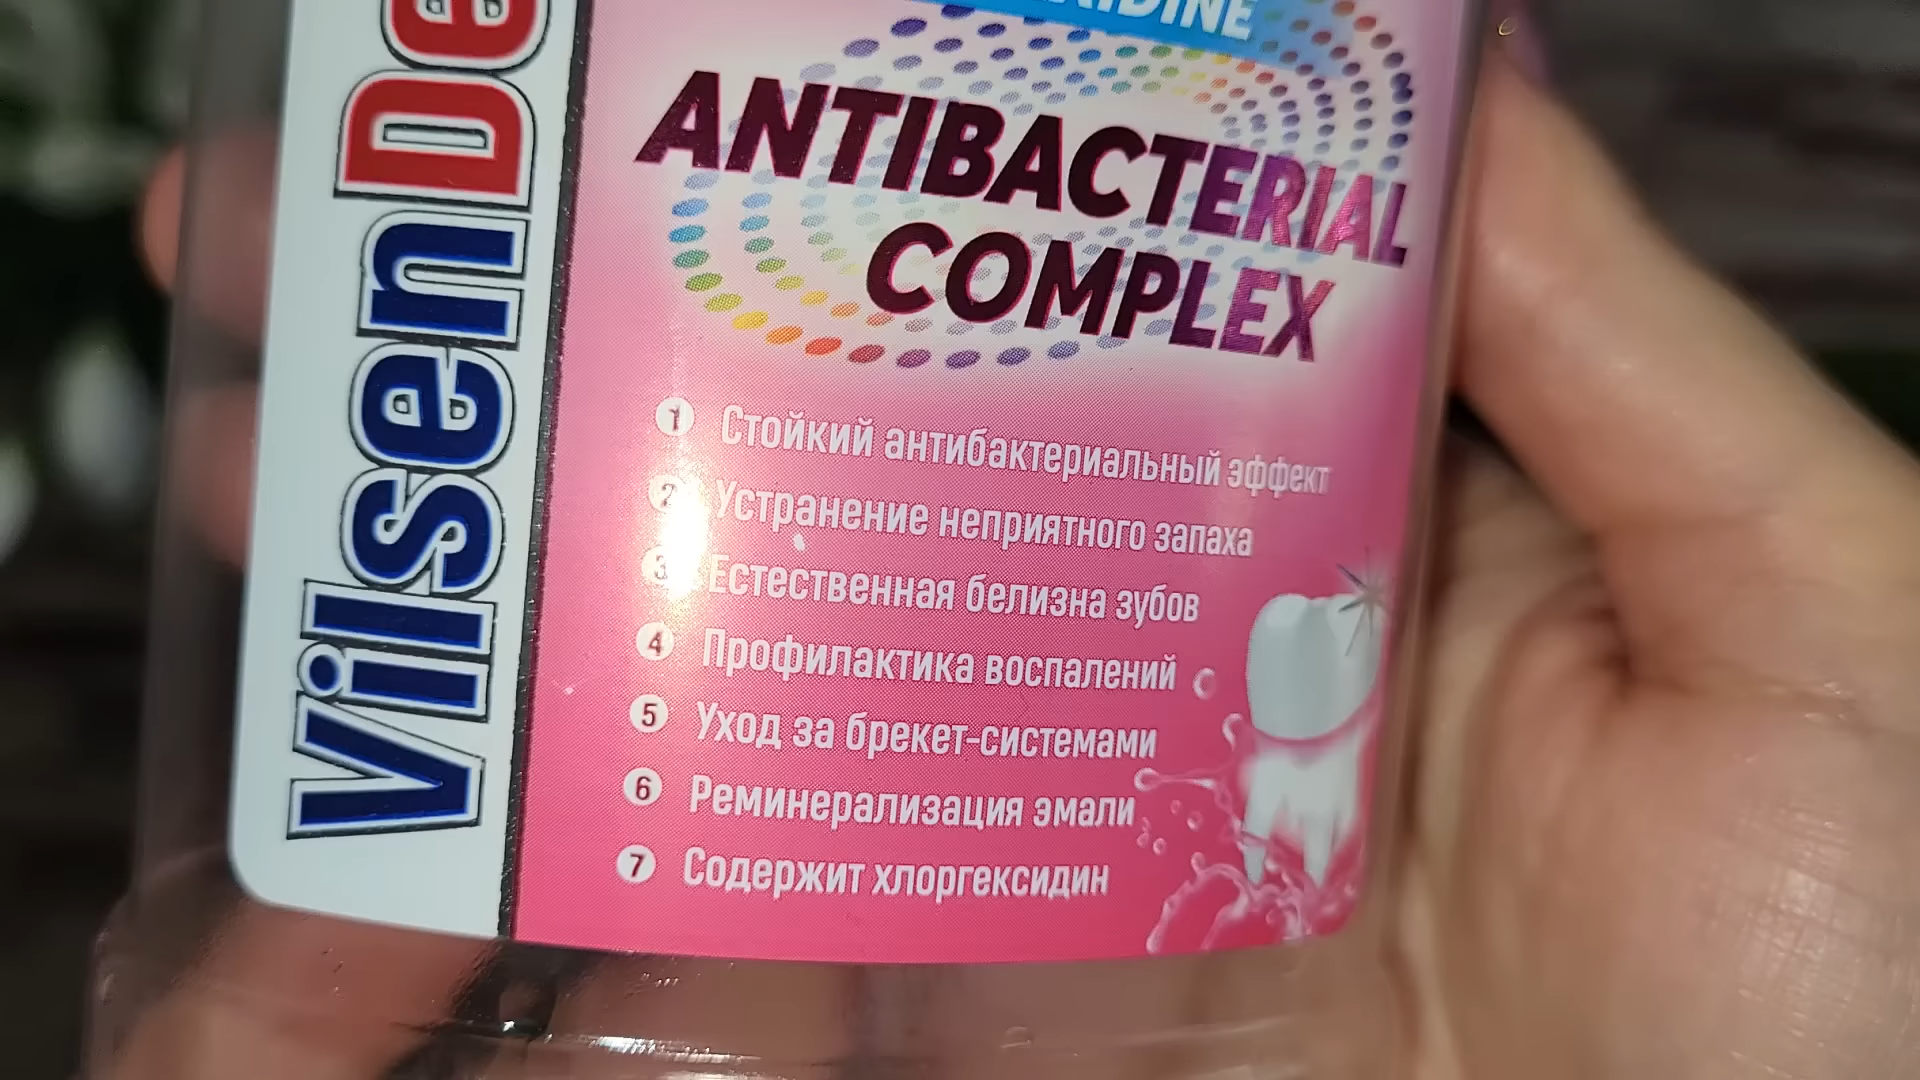 VilsenDe
IDINE
ANTIBACTERIAL
COMPLEX
1 Стойкий антибактериальный эффект
2 Устранение неприятного запаха
3 Естественная белизна зубов
4 Профилактика воспалений
5 Уход за брекет-системами
6 Реминерализация эмали
7 Содержит хлоргексидин